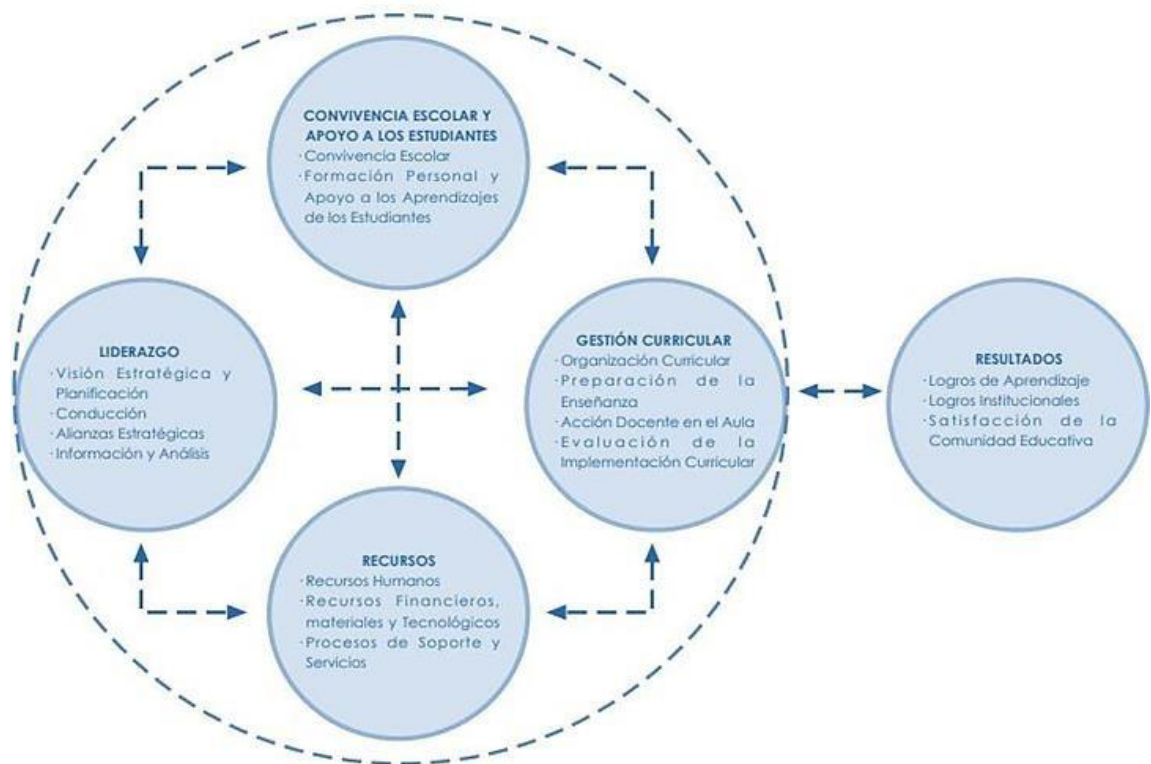 CONVIVENCIA ESCOLAR Y
APOYO A LOS ESTUDIANTES
·Convivencia Escolar
·Formación Personal y
Apoyo a los Aprendizajes
de los Estudiantes
LIDERAZGO
·Visión Estratégica y
Planificación
·Conducción
·Alianzas Estratégicas
·Información y Análisis
GESTIÓN CURRICULAR
·Organización Curricular
·Preparación de la
Enseñanza
·Acción Docente en el Aula
·Evaluación de la
Implementación Curricular
RESULTADOS
·Logros de Aprendizaje
·Logros Institucionales
·Satisfacción de la
Comunidad Educativa
RECURSOS
·Recursos Humanos
·Recursos Financieros,
materiales y Tecnológicos
·Procesos de Soporte y
Servicios